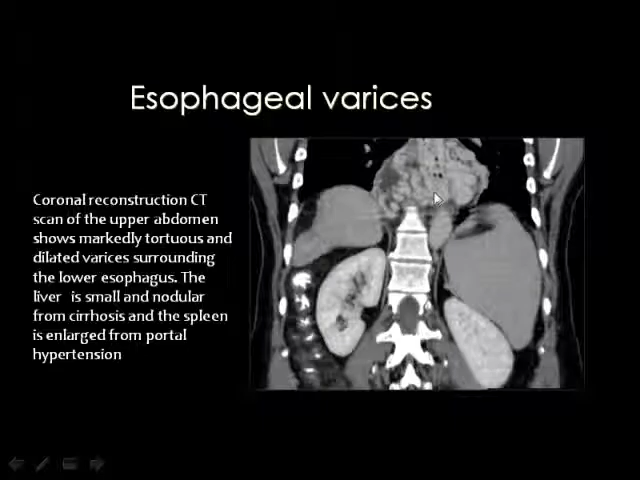 Esophageal varices
Coronal reconstruction CT
scan of the upper abdomen
shows markedly tortuous and
dilated varices surrounding
the lower esophagus. The
liver is small and nodular
from cirrhosis and the spleen
is enlarged from portal
hypertension